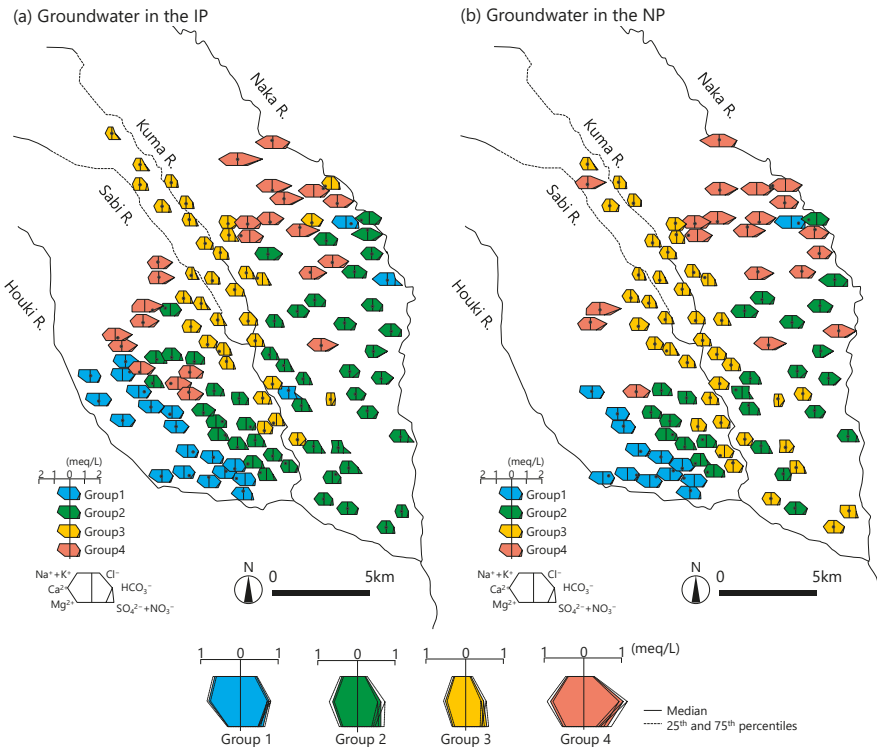 (a) Groundwater in the IP
(b) Groundwater in the NP
Naka R.
Kuma R.
Sabi R.
Houki R.
Naka R.
Kuma R.
Sabi R.
Houki R.
(meq/L)
2 1 0 1 2
Group1
Group2
Group3
Group4
Na⁺+K⁺ Cl⁻
Ca²⁺ HCO₃⁻
Mg²⁺ SO₄²⁻+NO₃⁻
N
0 5km
(meq/L)
2 1 0 1 2
Group1
Group2
Group3
Group4
Na⁺+K⁺ Cl⁻
Ca²⁺ HCO₃⁻
Mg²⁺ SO₄²⁻+NO₃⁻
N
0 5km
1 0 1 1 0 1 1 0 1 1 0 1 (meq/L)
Group 1 Group 2 Group 3 Group 4
Median
25th and 75th percentiles